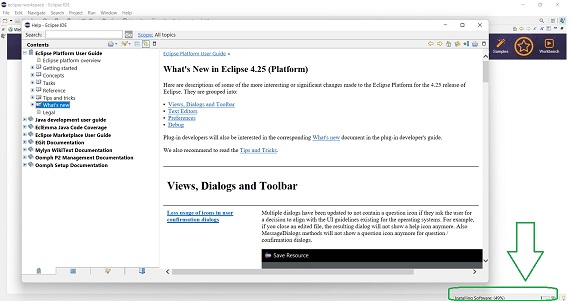 eclipse-workspace - Eclipse IDE
File Edit Navigate Search Project Run Window Help
Help - Eclipse IDE
Search: Go Scope: All topics
Contents
Eclipse Platform User Guide
Eclipse platform overview
Getting started
Concepts
Tasks
Reference
Tips and tricks
What's new
Legal
Java development user guide
EclEmma Java Code Coverage
Eclipse Marketplace User Guide
EGit Documentation
Mylyn WikiText Documentation
Oomph P2 Management Documentation
Oomph Setup Documentation
Eclipse Platform User Guide »
What's New in Eclipse 4.25 (Platform)
Here are descriptions of some of the more interesting or significant changes made to the Eclipse Platform for the 4.25 release
of Eclipse. They are grouped into:
• Views, Dialogs and Toolbar
• Text Editors
• Preferences
• Debug
Plug-in developers will also be interested in the corresponding What's new document in the plug-in developer's guide.
We also recommend to read the Tips and Tricks.
Views, Dialogs and Toolbar
Less usage of icons in user
confirmation dialogs
Multiple dialogs have been updated to not contain a question icon if they ask the user for
a decision to align with the UI guidelines existing for the operating systems. For example,
if you close an edited file, the resulting dialog will not show a help icon anymore. Also
MessageDialogs methods will not show a question icon anymore for question /
confirmation dialogs.
Save Resource
Samples
Workbench
Installing Software: (49%)